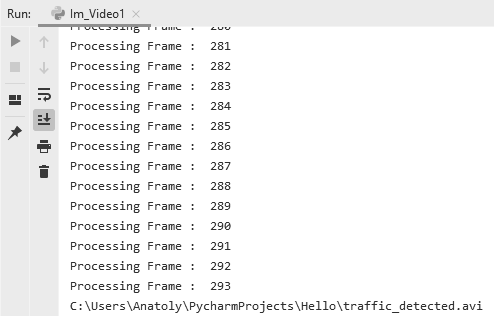 Run: Im_Video1
Processing Frame : 280
Processing Frame : 281
Processing Frame : 282
Processing Frame : 283
Processing Frame : 284
Processing Frame : 285
Processing Frame : 286
Processing Frame : 287
Processing Frame : 288
Processing Frame : 289
Processing Frame : 290
Processing Frame : 291
Processing Frame : 292
Processing Frame : 293
C:\Users\Anatoly\PycharmProjects\Hello\traffic_detected.avi